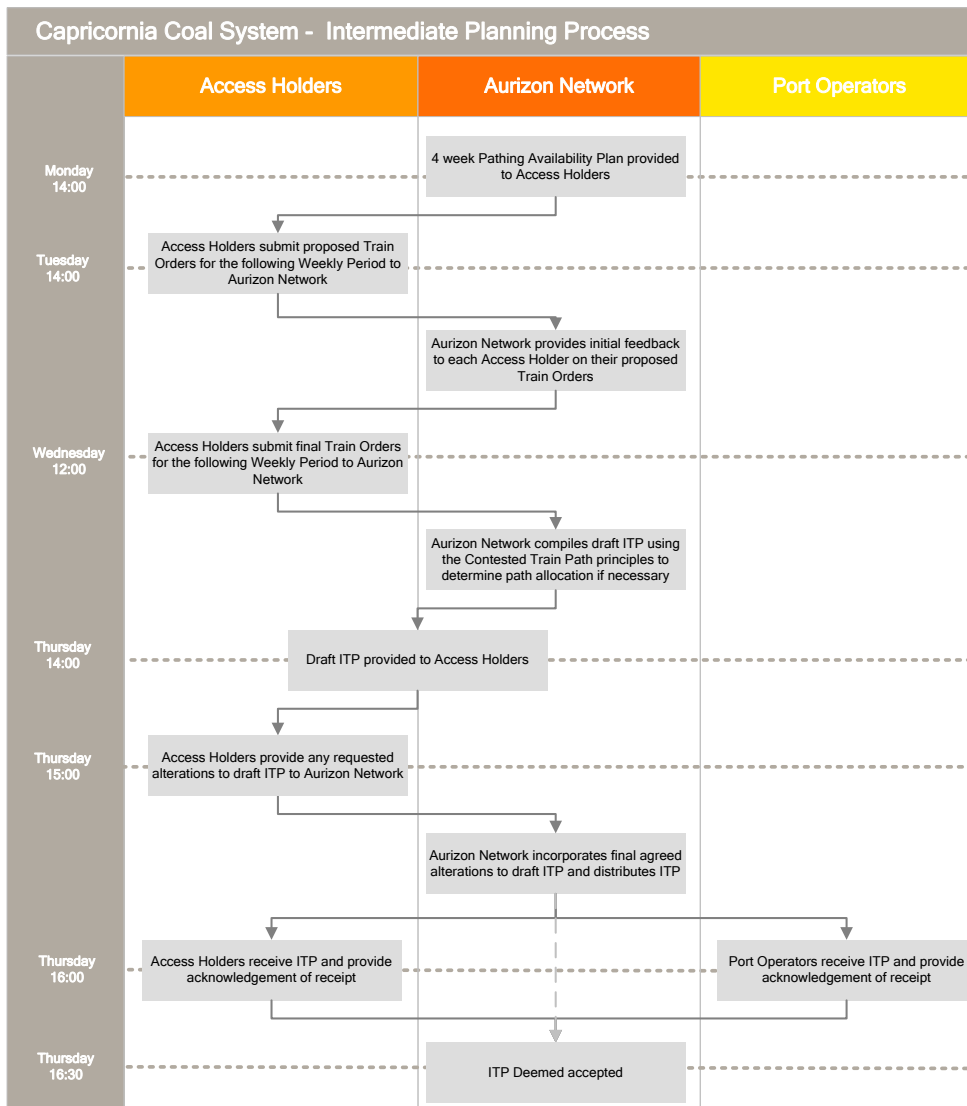 Capricornia Coal System - Intermediate Planning Process
Access Holders
Aurizon Network
Port Operators
Monday
14:00
4 week Pathing Availability Plan provided
to Access Holders
Tuesday
14:00
Access Holders submit proposed Train
Orders for the following Weekly Period to
Aurizon Network
Aurizon Network provides initial feedback
to each Access Holder on their proposed
Train Orders
Wednesday
12:00
Access Holders submit final Train Orders
for the following Weekly Period to Aurizon
Network
Aurizon Network compiles draft ITP using
the Contested Train Path principles to
determine path allocation if necessary
Thursday
14:00
Draft ITP provided to Access Holders
Thursday
15:00
Access Holders provide any requested
alterations to draft ITP to Aurizon Network
Aurizon Network incorporates final agreed
alterations to draft ITP and distributes ITP
Thursday
16:00
Access Holders receive ITP and provide
acknowledgement of receipt
Port Operators receive ITP and provide
acknowledgement of receipt
Thursday
16:30
ITP Deemed accepted